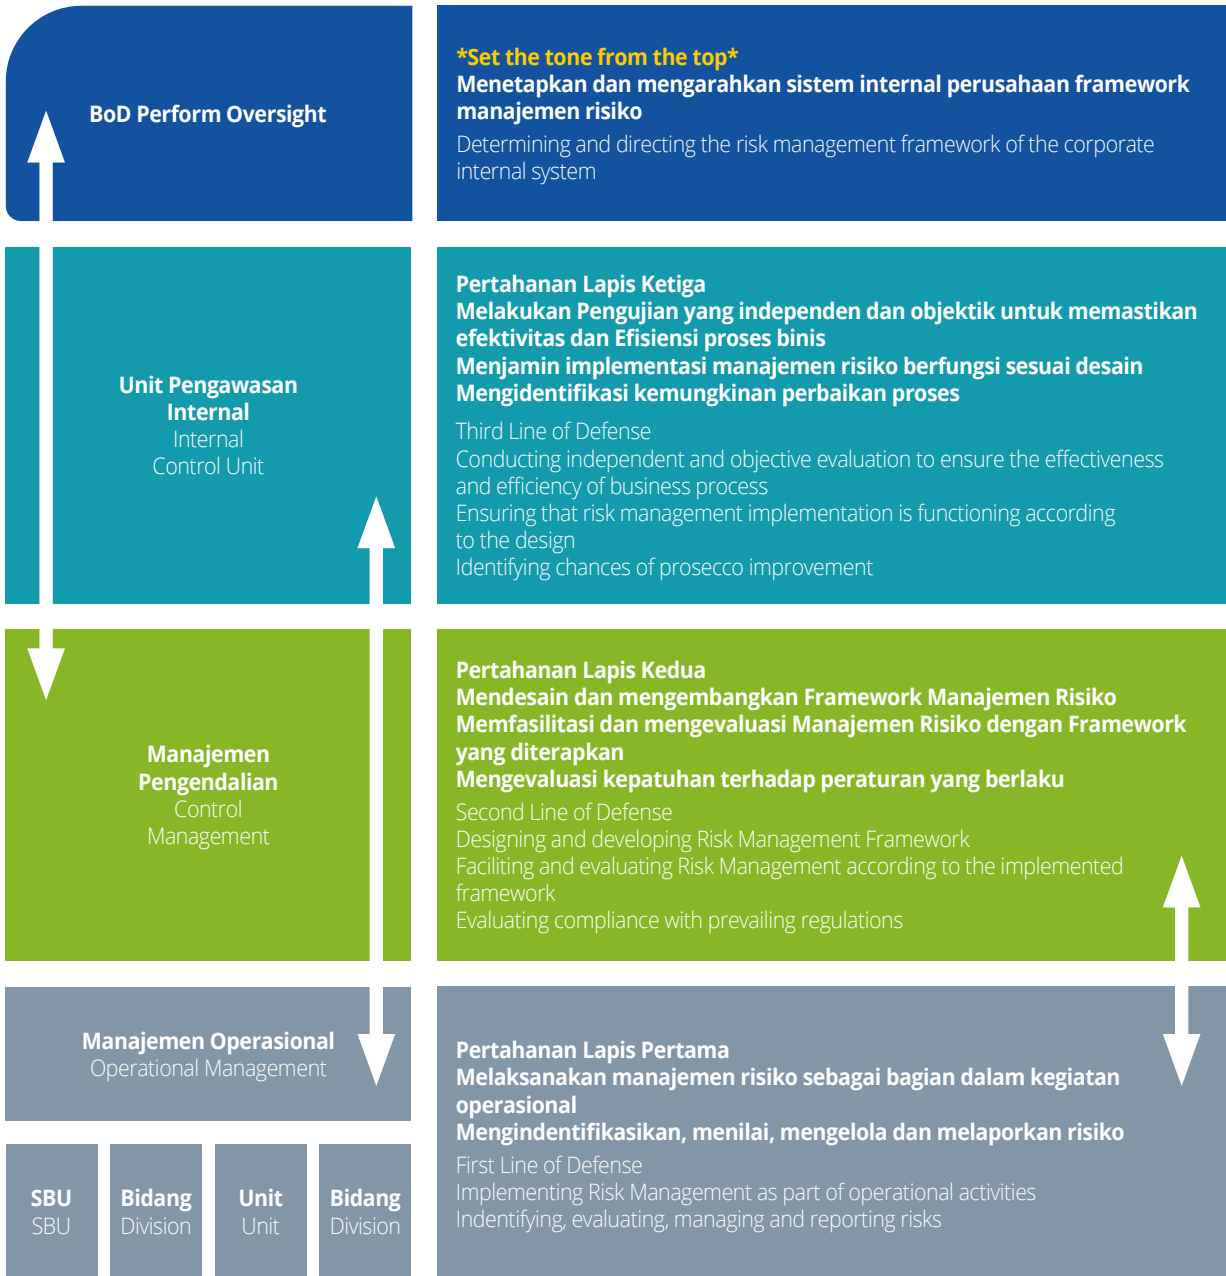 BoD Perform Oversight
*Set the tone from the top*
Menetapkan dan mengarahkan sistem internal perusahaan framework
manajemen risiko
Determining and directing the risk management framework of the corporate
internal system
Unit Pengawasan
Internal
Internal
Control Unit
Pertahanan Lapis Ketiga
Melakukan Pengujian yang independen dan objektik untuk memastikan
efektivitas dan Efisiensi proses binis
Menjamin implementasi manajemen risiko berfungsi sesuai desain
Mengidentifikasi kemungkinan perbaikan proses
Third Line of Defense
Conducting independent and objective evaluation to ensure the effectiveness
and efficiency of business process
Ensuring that risk management implementation is functioning according
to the design
Identifying chances of prosecco improvement
Manajemen
Pengendalian
Control
Management
Pertahanan Lapis Kedua
Mendesain dan mengembangkan Framework Manajemen Risiko
Memfasilitasi dan mengevaluasi Manajemen Risiko dengan Framework
yang diterapkan
Mengevaluasi kepatuhan terhadap peraturan yang berlaku
Second Line of Defense
Designing and developing Risk Management Framework
Faciliting and evaluating Risk Management according to the implemented
framework
Evaluating compliance with prevailing regulations
Manajemen Operasional
Operational Management
SBU
SBU
Bidang
Division
Unit
Unit
Bidang
Division
Pertahanan Lapis Pertama
Melaksanakan manajemen risiko sebagai bagian dalam kegiatan
operasional
Mengindentifikasikan, menilai, mengelola dan melaporkan risiko
First Line of Defense
Implementing Risk Management as part of operational activities
Indentifying, evaluating, managing and reporting risks